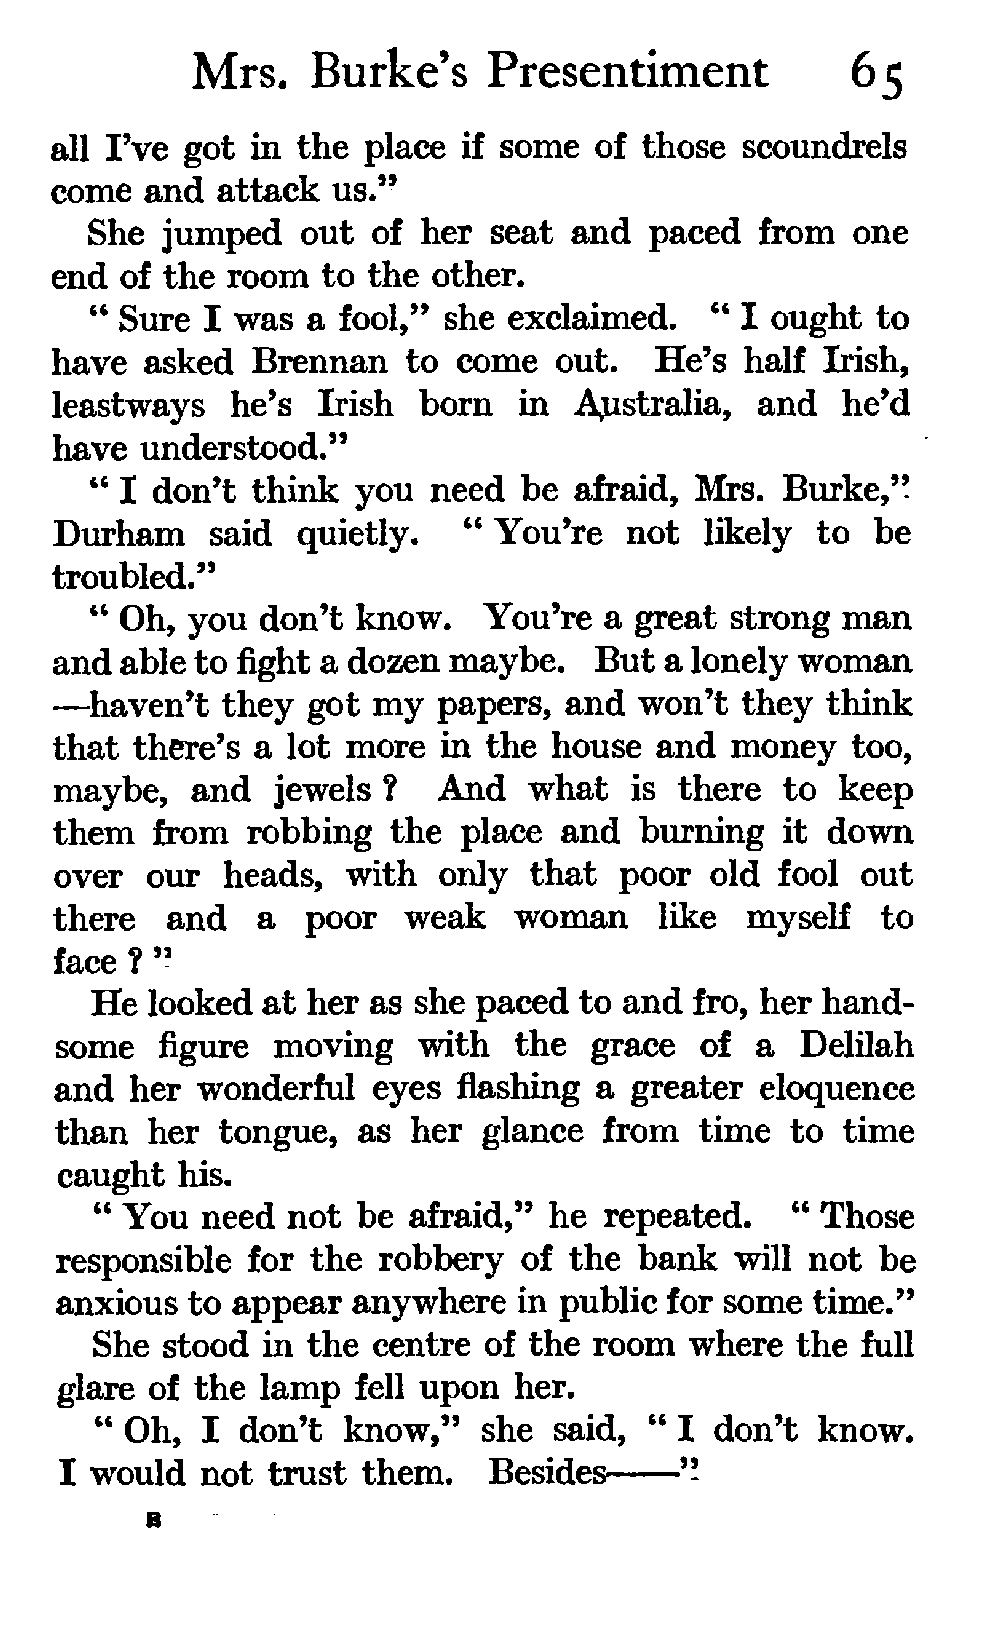 Mrs. Burke's Presentiment 65
all I've got in the place if some of those scoundrels
come and attack us."
She jumped out of her seat and paced from one
end of the room to the other.
" Sure I was a fool," she exclaimed. " I ought to
have asked Brennan to come out. He's half Irish,
leastways he's Irish born in Australia, and he'd
have understood."
" I don't think you need be afraid, Mrs. Burke,"
Durham said quietly. " You're not likely to be
troubled."
" Oh, you don't know. You're a great strong man
and able to fight a dozen maybe. But a lonely woman
—haven't they got my papers, and won't they think
that there's a lot more in the house and money too,
maybe, and jewels ? And what is there to keep
them from robbing the place and burning it down
over our heads, with only that poor old fool out
there and a poor weak woman like myself to
face ? "
He looked at her as she paced to and fro, her hand-
some figure moving with the grace of a Delilah
and her wonderful eyes flashing a greater eloquence
than her tongue, as her glance from time to time
caught his.
" You need not be afraid," he repeated. " Those
responsible for the robbery of the bank will not be
anxious to appear anywhere in public for some time."
She stood in the centre of the room where the full
glare of the lamp fell upon her.
" Oh, I don't know," she said, " I don't know.
I would not trust them. Besides——"